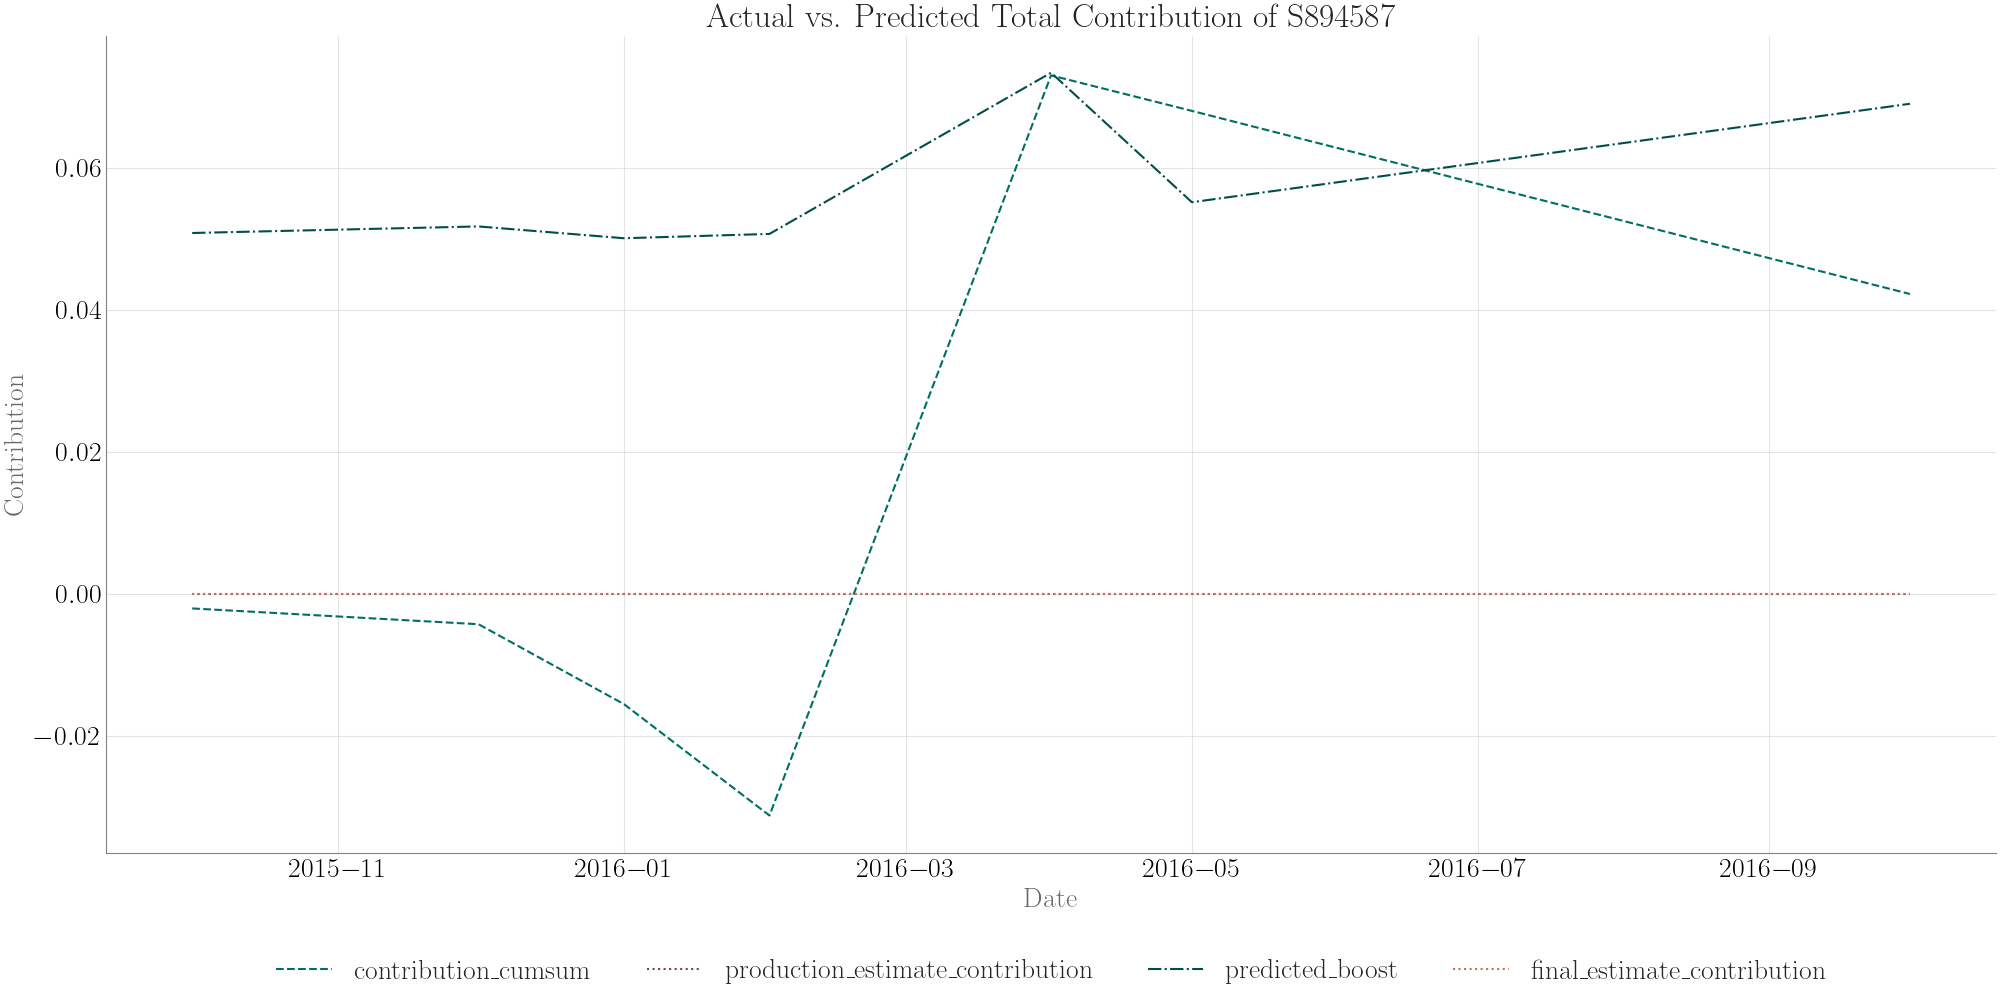 Actual vs. Predicted Total Contribution of S894587
Contribution
0.06
0.04
0.02
0.00
−0.02
2015−11
2016−01
2016−03
2016−05
2016−07
2016−09
Date
contribution_cumsum
production_estimate_contribution
predicted_boost
final_estimate_contribution